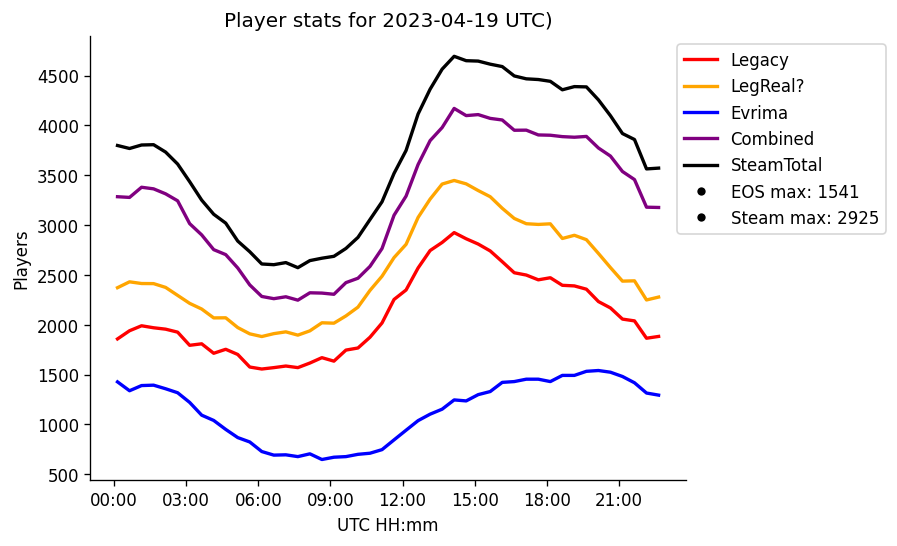 Player stats for 2023-04-19 UTC)
Legacy
LegReal?
Evrima
Combined
SteamTotal
EOS max: 1541
Steam max: 2925
Players
4500
4000
3500
3000
2500
2000
1500
1000
500
00:00 03:00 06:00 09:00 12:00 15:00 18:00 21:00
UTC HH:mm